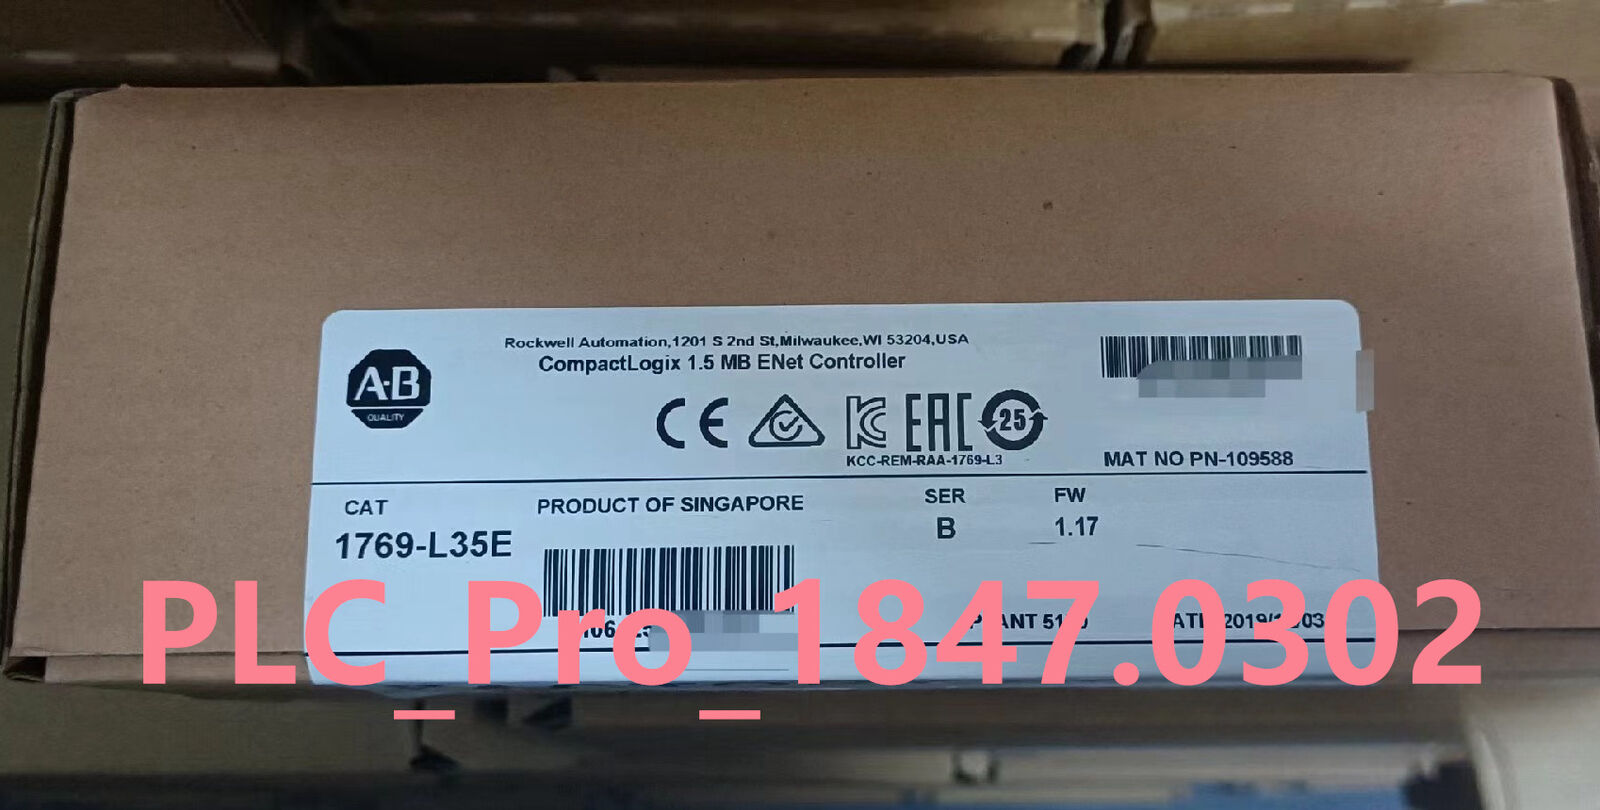 Rockwell Automation,1201 S 2nd St,Milwaukee,WI 53204,USA
CompactLogix 1.5 MB ENet Controller
A-B
QUALITY
CE
EAC
25
KCC-REM-RAA-1769-L3
MAT NO PN-109588
CAT
PRODUCT OF SINGAPORE
SER
FW
1769-L35E
B
1.17
PLC_Pro_1847.0302